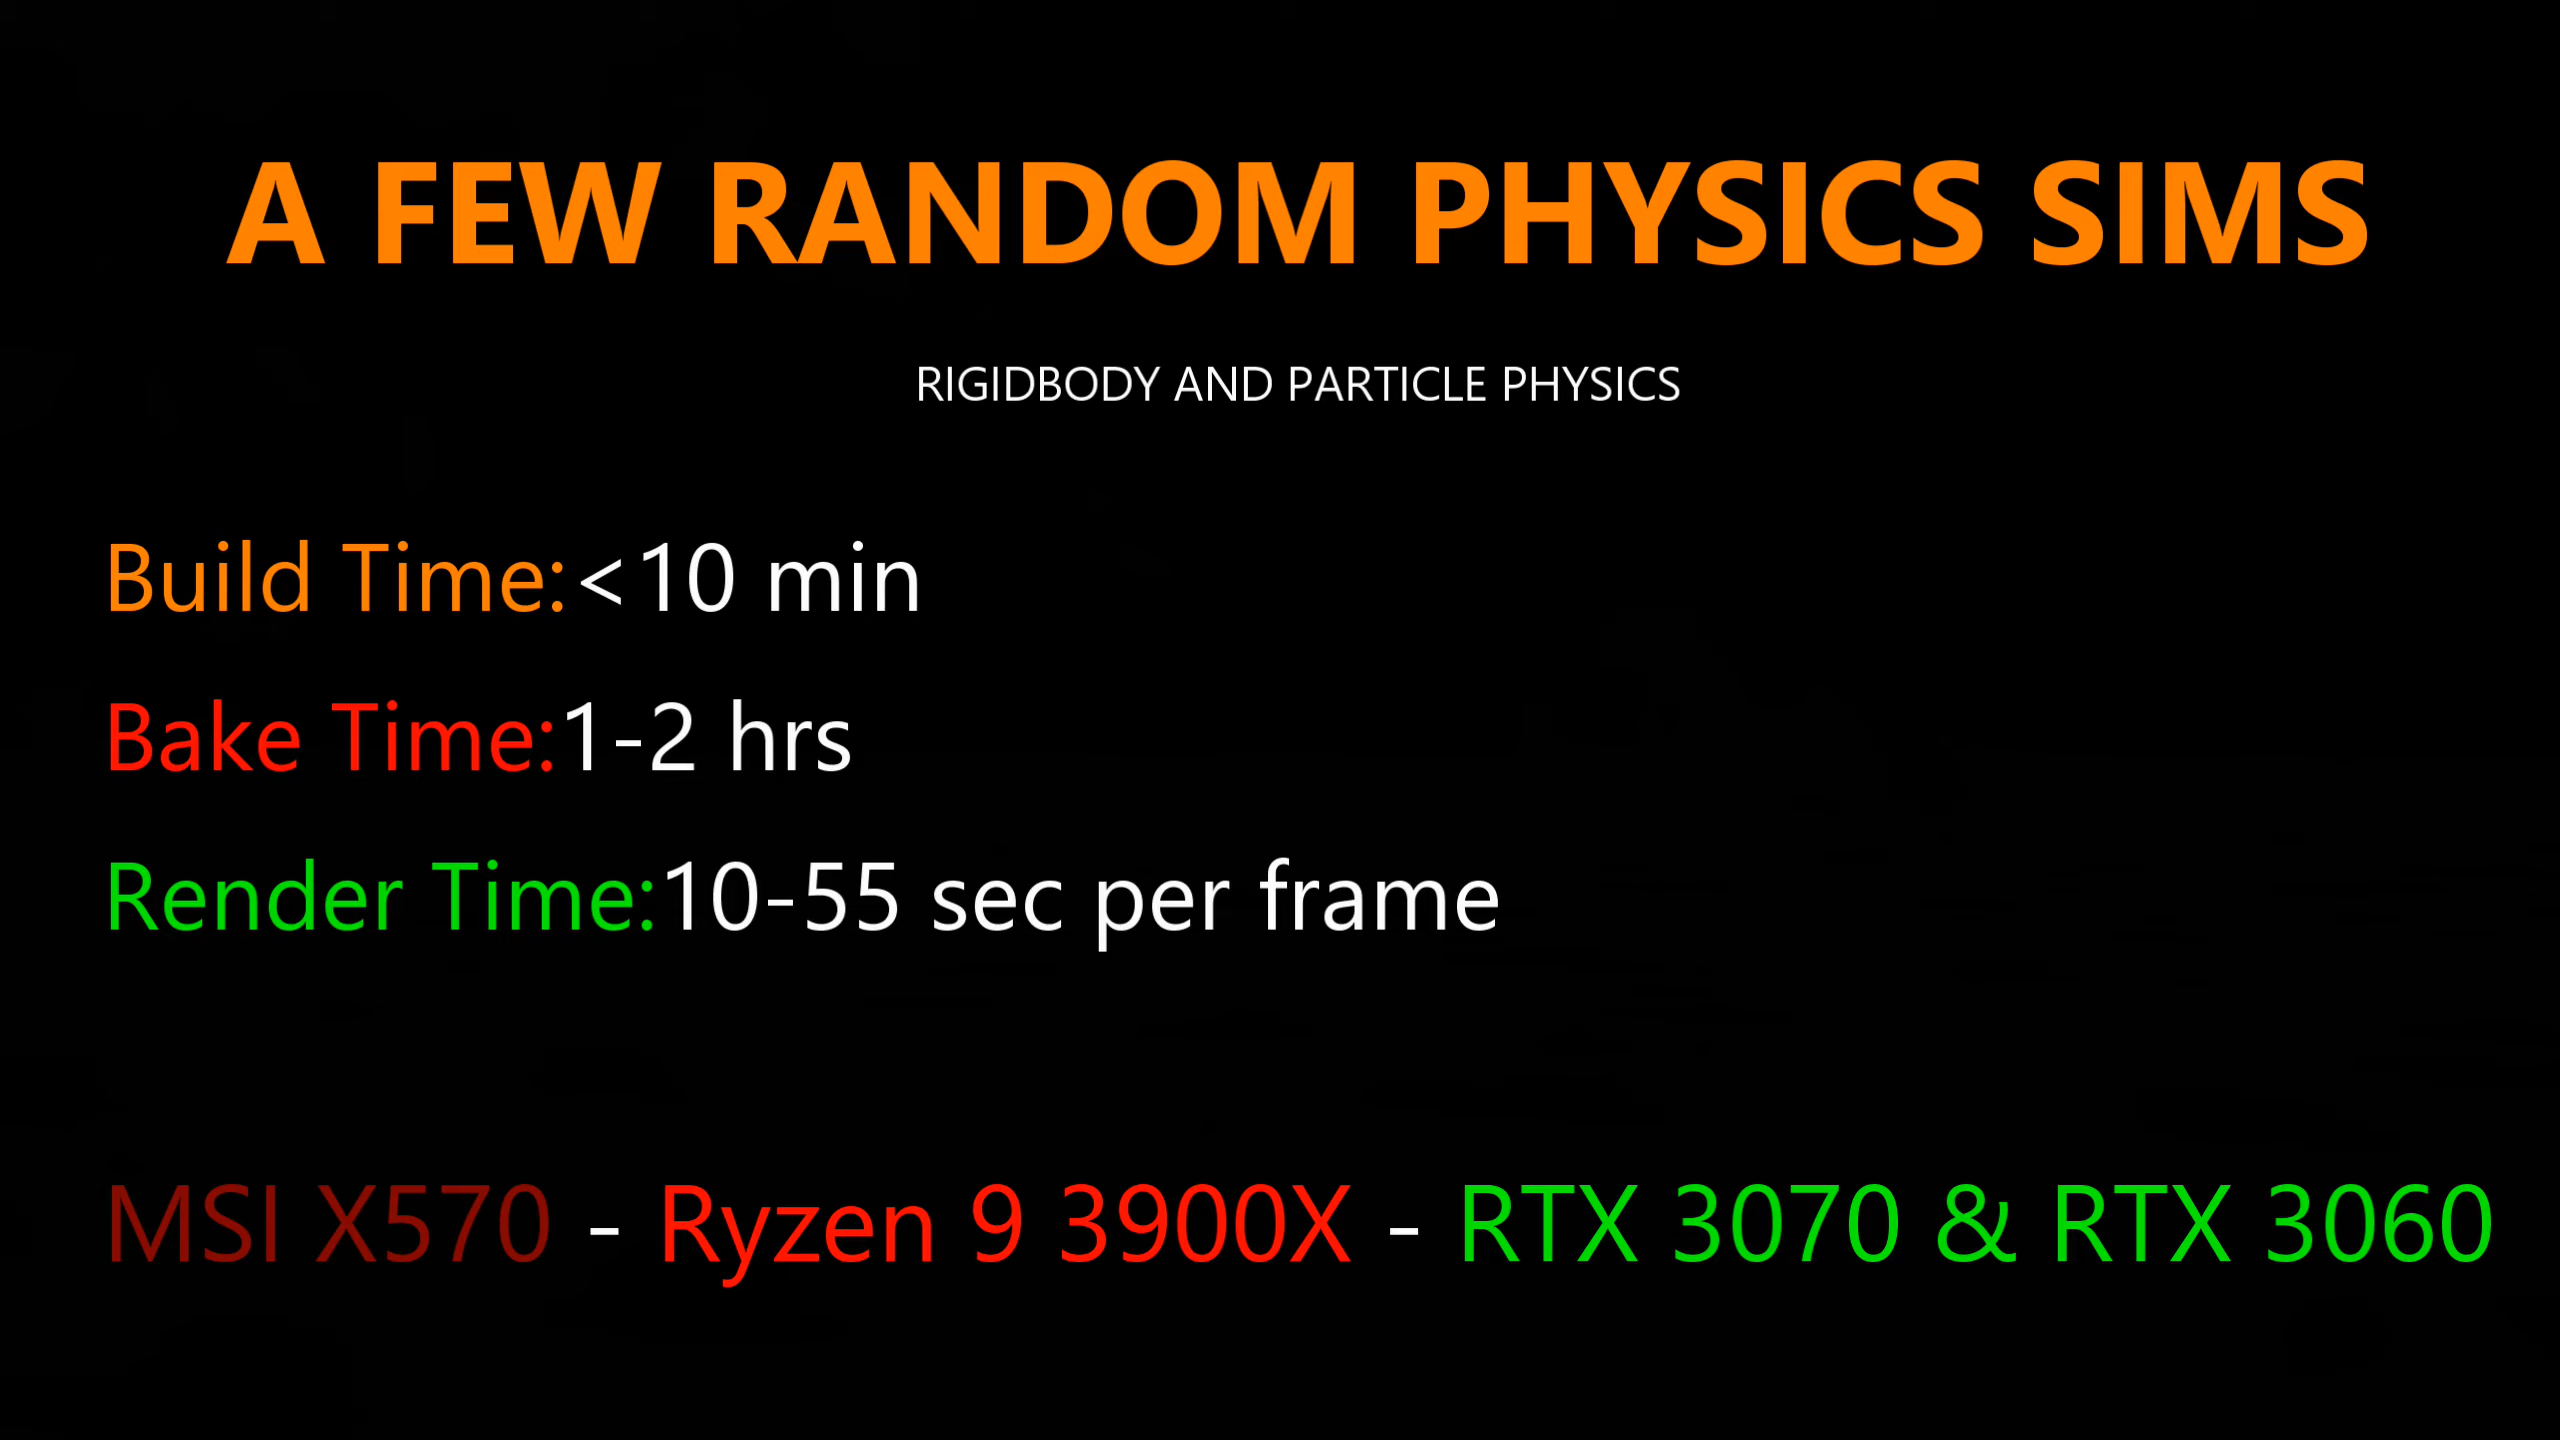 A FEW RANDOM PHYSICS SIMS
RIGIDBODY AND PARTICLE PHYSICS
Build Time:<10 min
Bake Time:1-2 hrs
Render Time:10-55 sec per frame
MSI X570 - Ryzen 9 3900X - RTX 3070 & RTX 3060